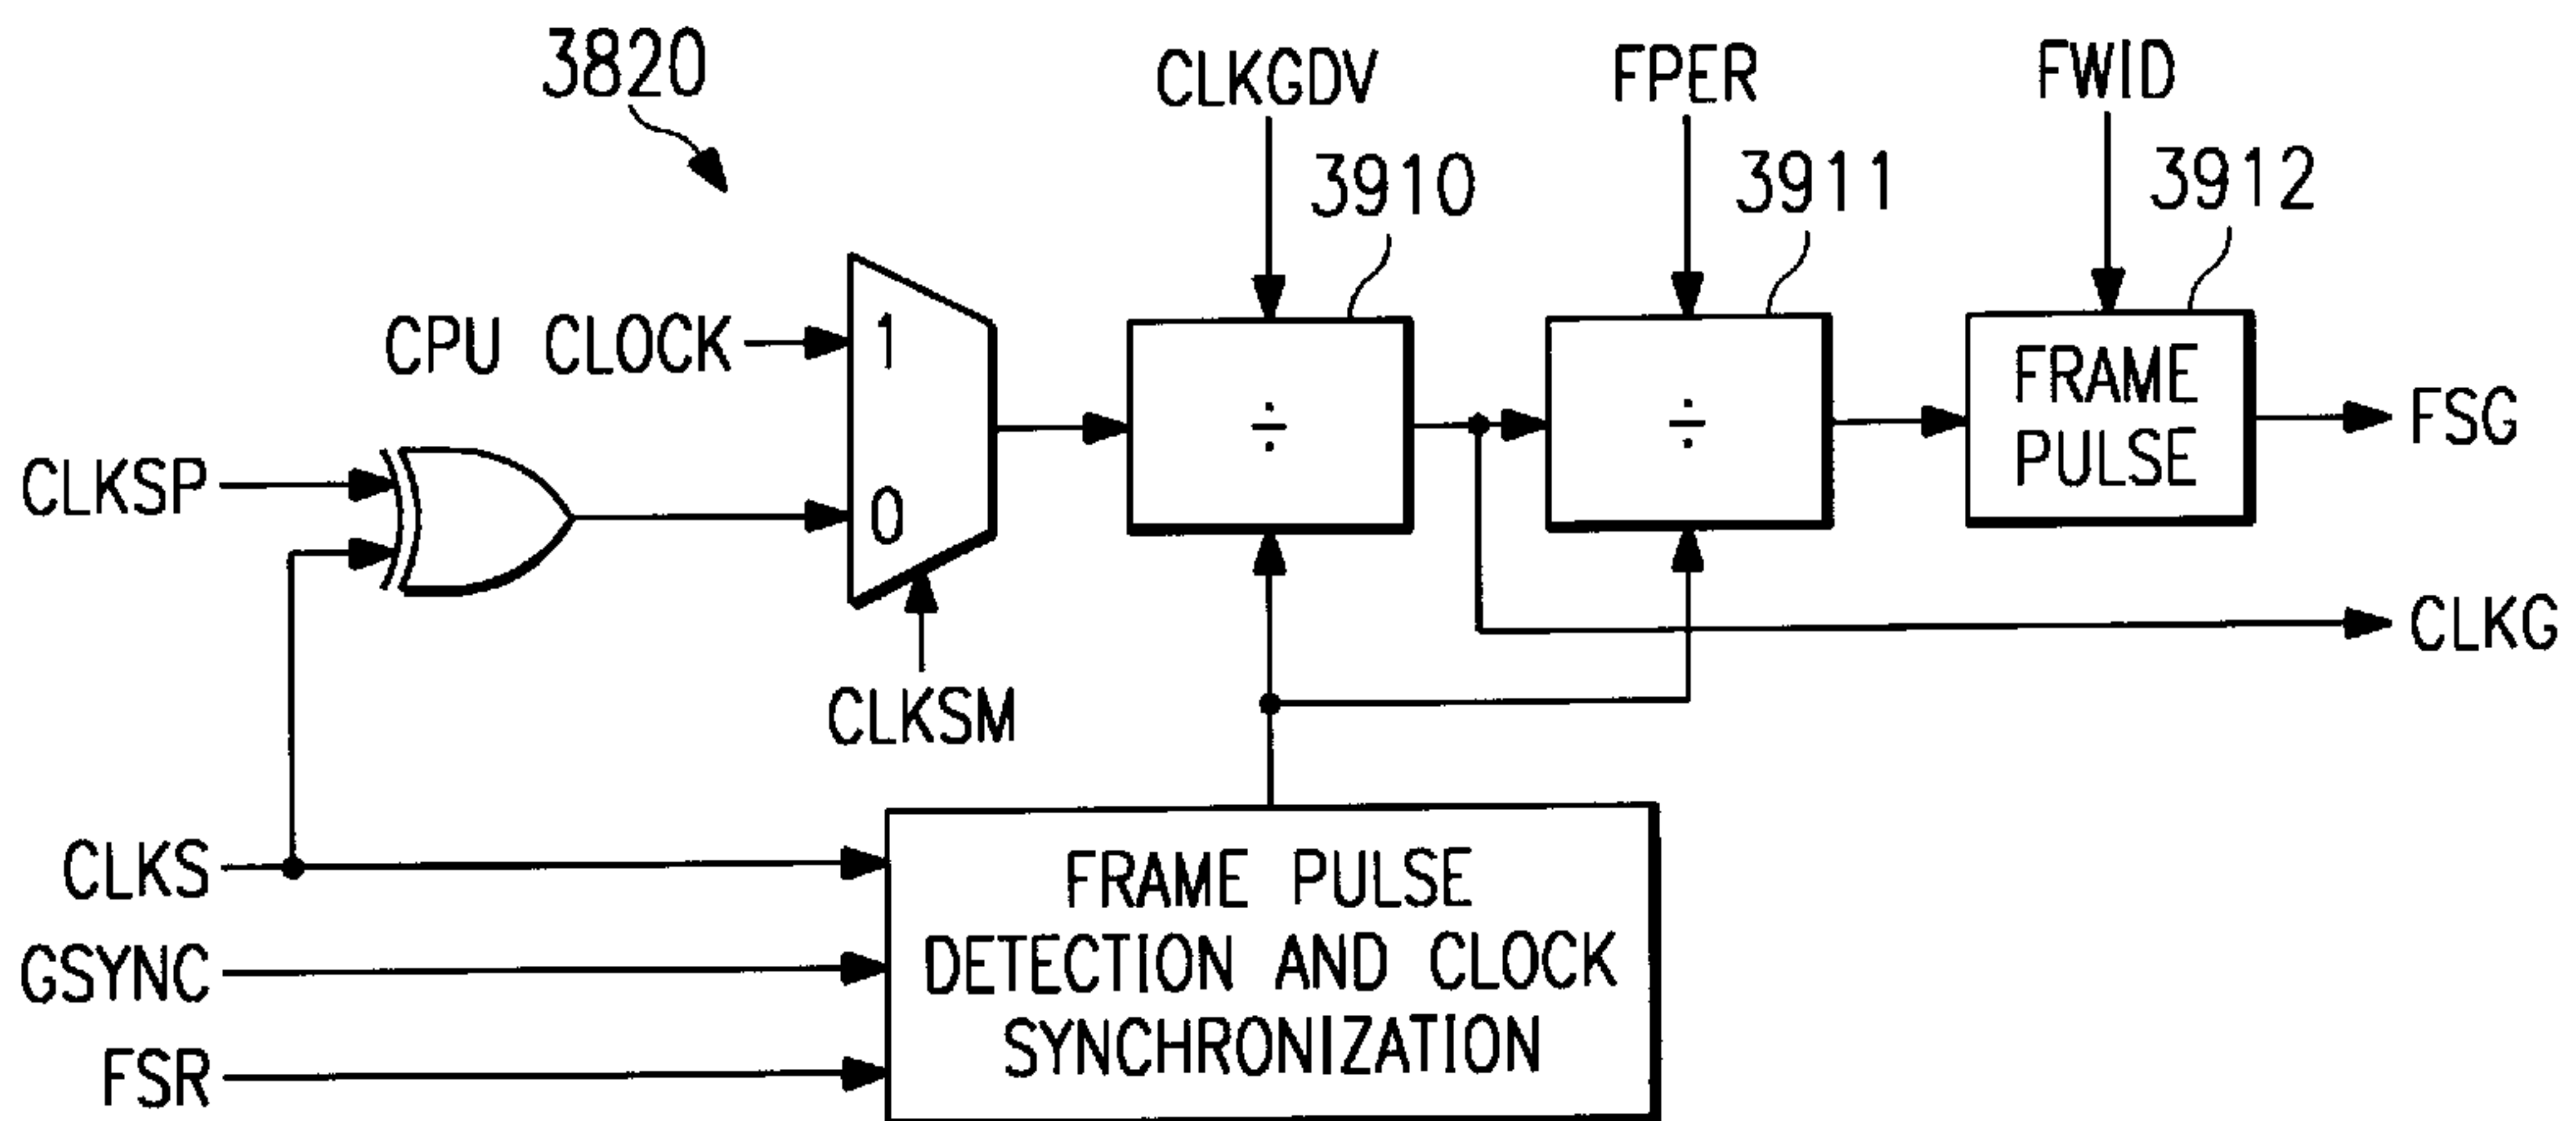 3820
CLKGDV
FPER
FWID
3910
3911
3912
CPU CLOCK
1
÷
÷
FRAME
PULSE
FSG
CLKSP
0
CLKG
CLKSM
CLKS
GSYNC
FSR
FRAME PULSE
DETECTION AND CLOCK
SYNCHRONIZATION